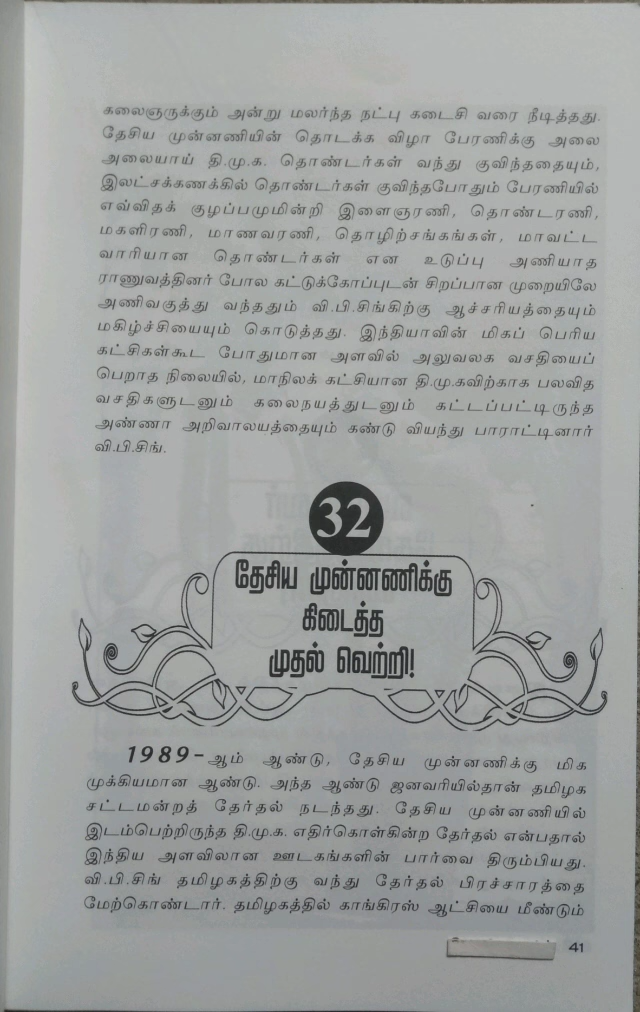 கலைஞருக்கும் அன்று மலர்ந்த நட்பு கடைசி வரை நீடித்தது.
தேசிய முன்னணியின் தொடக்க விழா பேரணிக்கு அலை
அலையாய் தி.மு.க. தொண்டர்கள் வந்து குவிந்ததையும்,
இலட்சக்கணக்கில் தொண்டர்கள் குவிந்தபோதும் பேரணியில்
எவ்விதக் குழப்பமுமின்றி இளைஞரணி, தொண்டரணி,
மகளிரணி, மாணவரணி, தொழிற்சங்கங்கள், மாவட்ட
வாரியான தொண்டர்கள் என உடுப்பு அணியாத
ராணுவத்தினர் போல கட்டுக்கோப்புடன் சிறப்பான முறையிலே
அணிவகுத்து வந்ததும் வி.பி.சிங்கிற்கு ஆச்சரியத்தையும்
மகிழ்ச்சியையும் கொடுத்தது. இந்தியாவின் மிகப் பெரிய
கட்சிகள்கூட போதுமான அளவில் அலுவலக வசதியைப்
பெறாத நிலையில், மாநிலக் கட்சியான தி.மு.கவிற்காக பலவித
வசதிகளுடனும் கலைநயத்துடனும் கட்டப்பட்டிருந்த
அண்ணா அறிவாலயத்தையும் கண்டு வியந்து பாராட்டினார்
வி.பி.சிங்.
32
தேசிய முன்னணிக்கு
கிடைத்த
முதல் வெற்றி!
1989-ஆம் ஆண்டு, தேசிய முன்னணிக்கு மிக
முக்கியமான ஆண்டு. அந்த ஆண்டு ஜனவரியில்தான் தமிழக
சட்டமன்றத் தேர்தல் நடந்தது. தேசிய முன்னணியில்
இடம்பெற்றிருந்த தி.மு.க. எதிர்கொள்கின்ற தேர்தல் என்பதால்
இந்திய அளவிலான ஊடகங்களின் பார்வை திரும்பியது.
வி.பி.சிங் தமிழகத்திற்கு வந்து தேர்தல் பிரச்சாரத்தை
மேற்கொண்டார். தமிழகத்தில் காங்கிரஸ் ஆட்சியை மீண்டும்
41